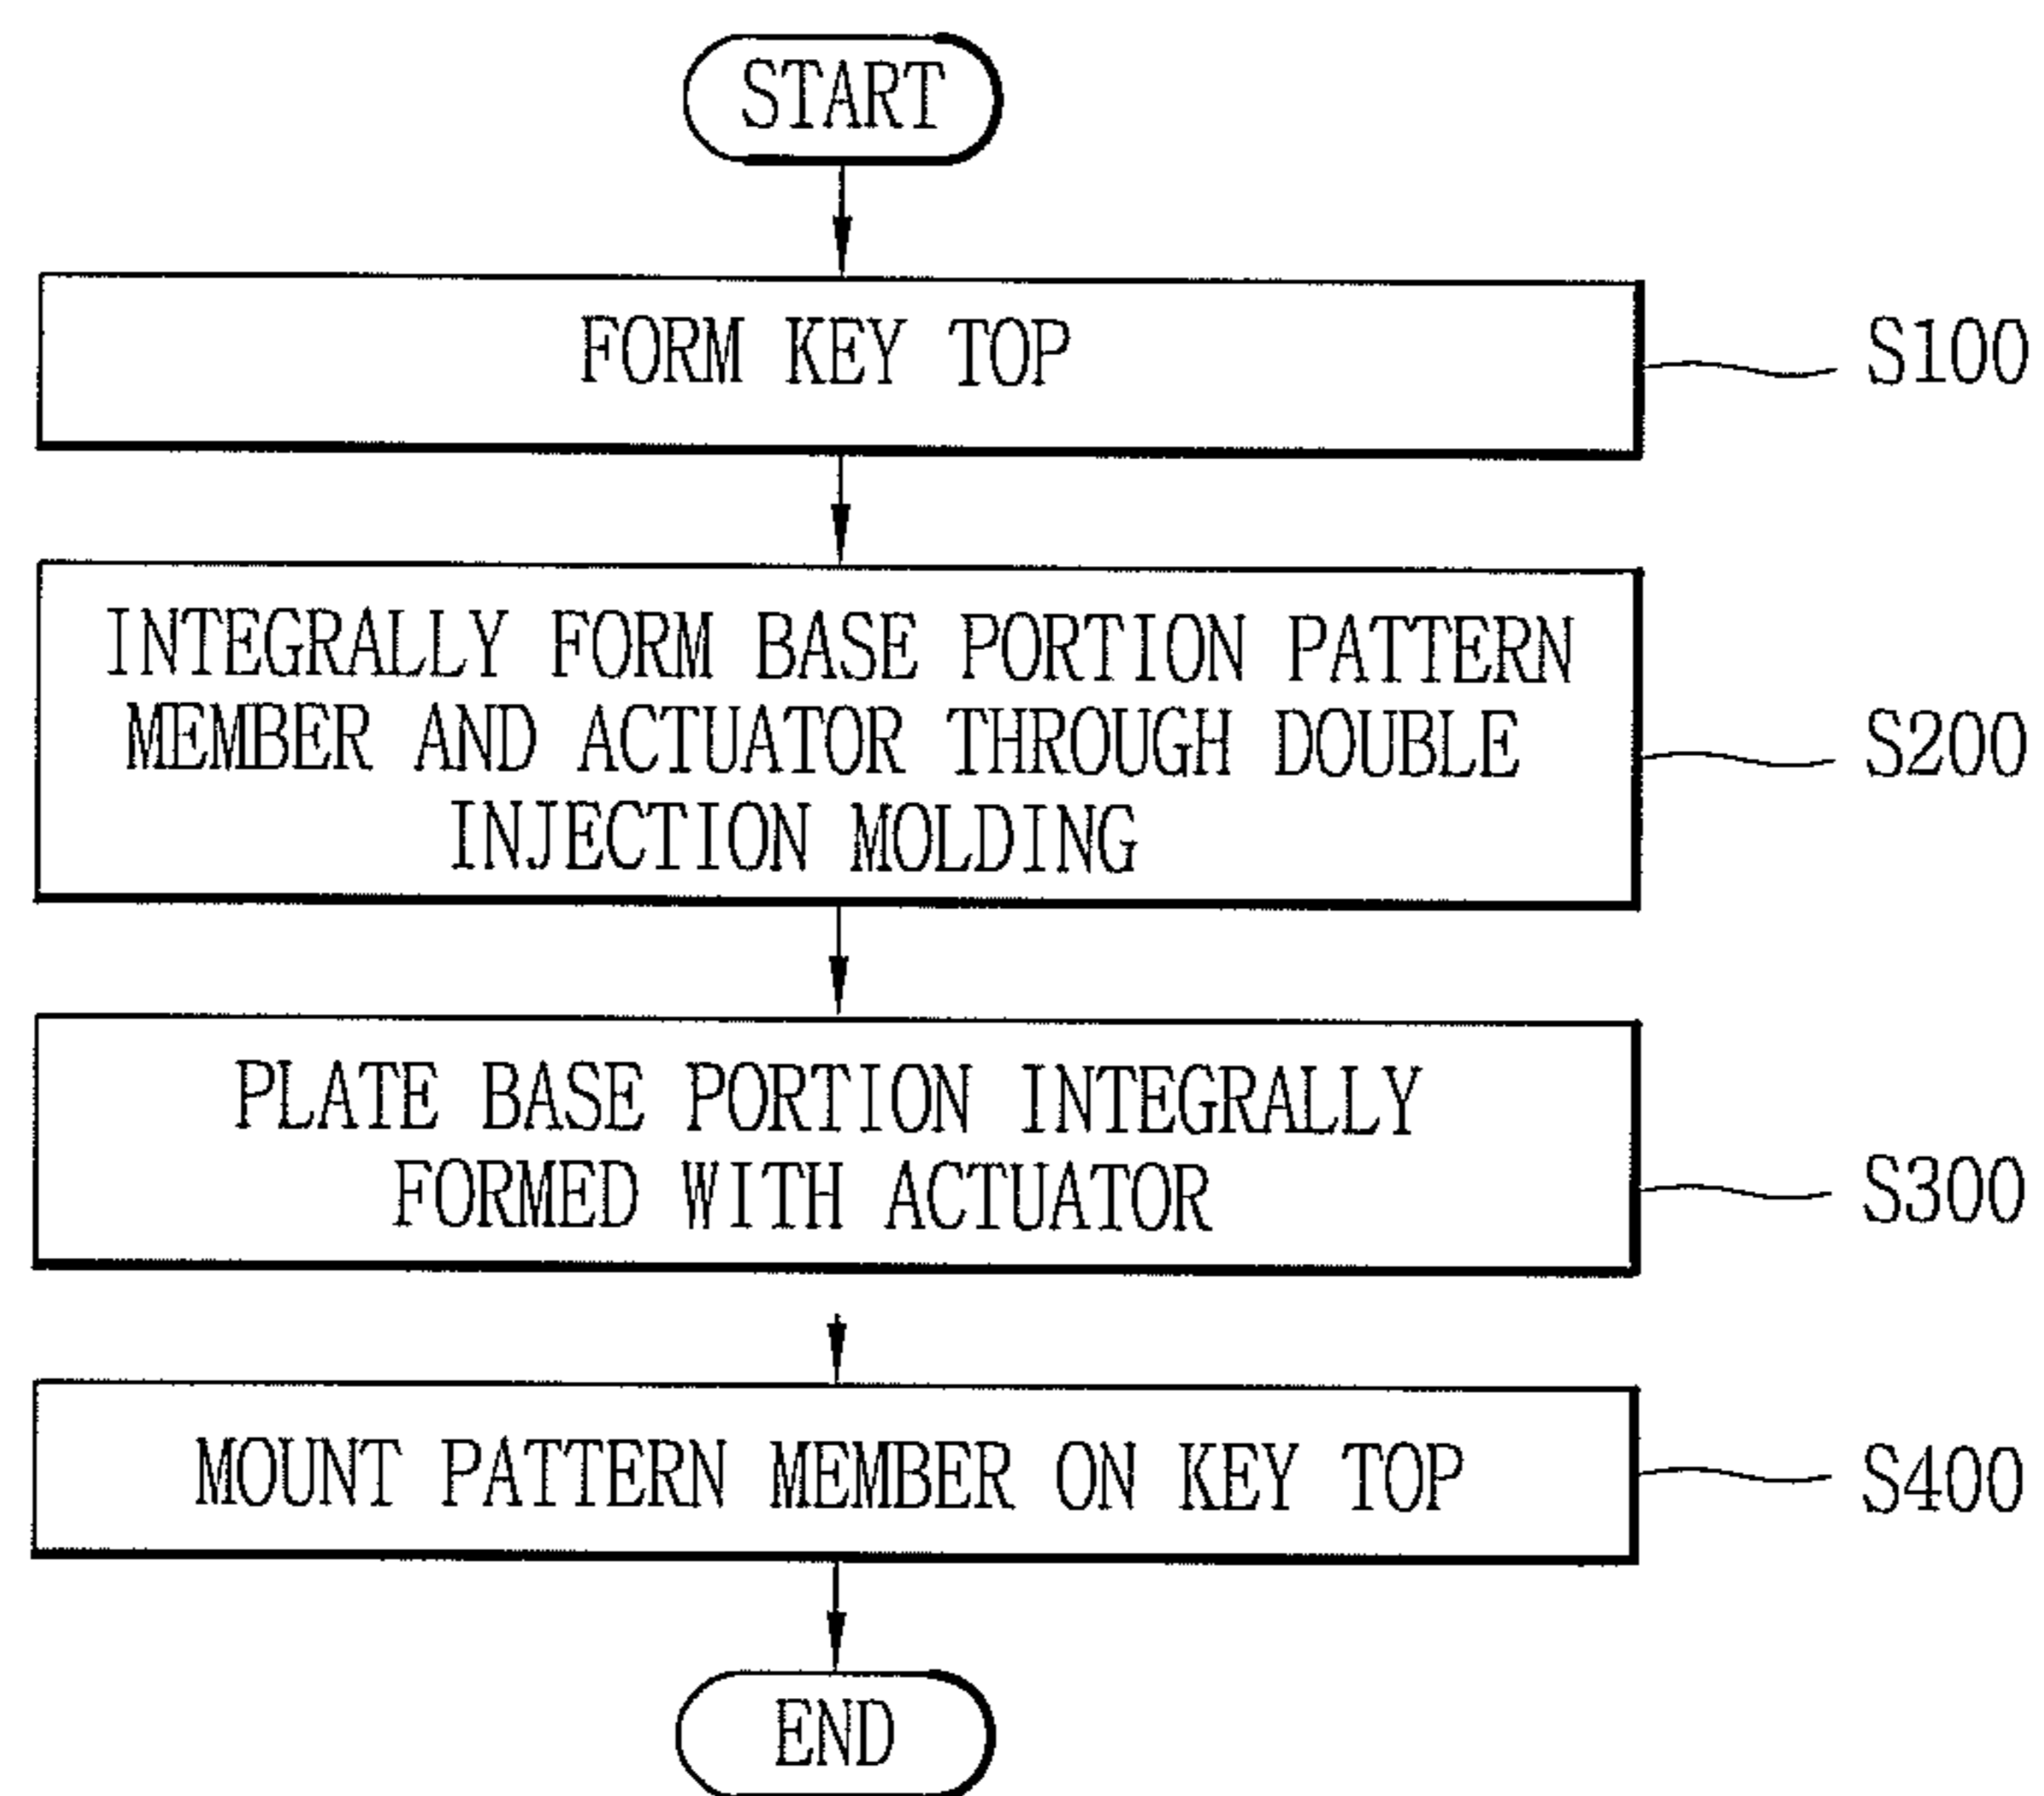 START
FORM KEY TOP
S100
INTEGRALLY FORM BASE PORTION PATTERN
MEMBER AND ACTUATOR THROUGH DOUBLE
INJECTION MOLDING
S200
PLATE BASE PORTION INTEGRALLY
FORMED WITH ACTUATOR
S300
MOUNT PATTERN MEMBER ON KEY TOP
S400
END